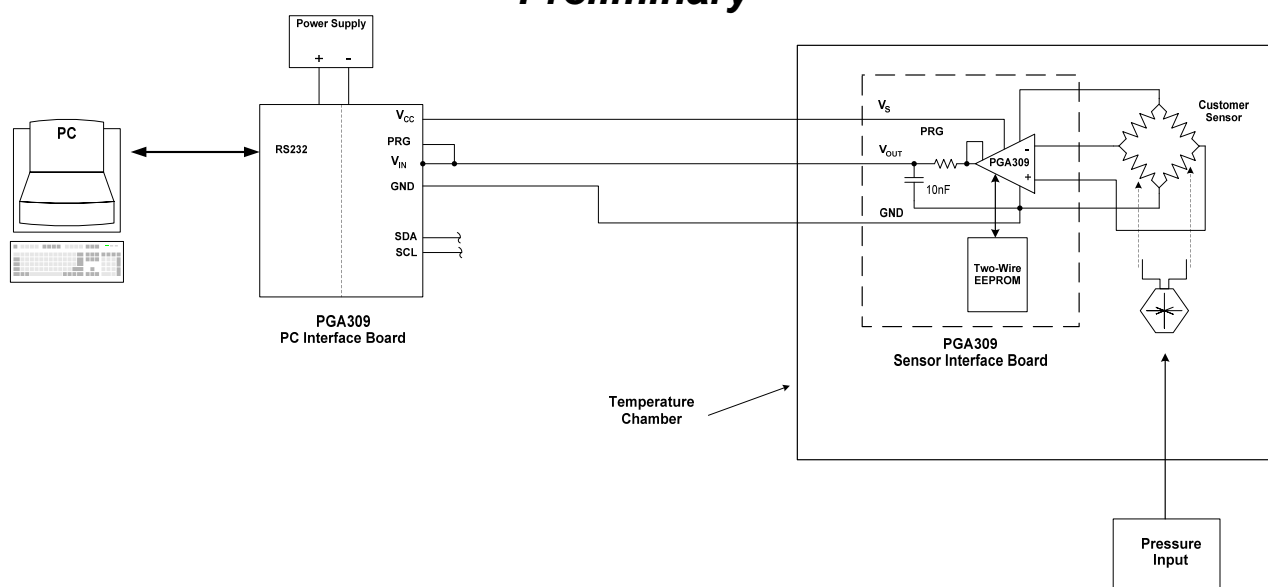 Preliminary
Power Supply
+ -
PC
RS232
VCC
PRG
VIN
GND
SDA
SCL
PGA309
PC Interface Board
VS
PRG
VOUT
10nF
GND
PGA309
-
+
Two-Wire
EEPROM
PGA309
Sensor Interface Board
Customer
Sensor
Temperature
Chamber
Pressure
Input